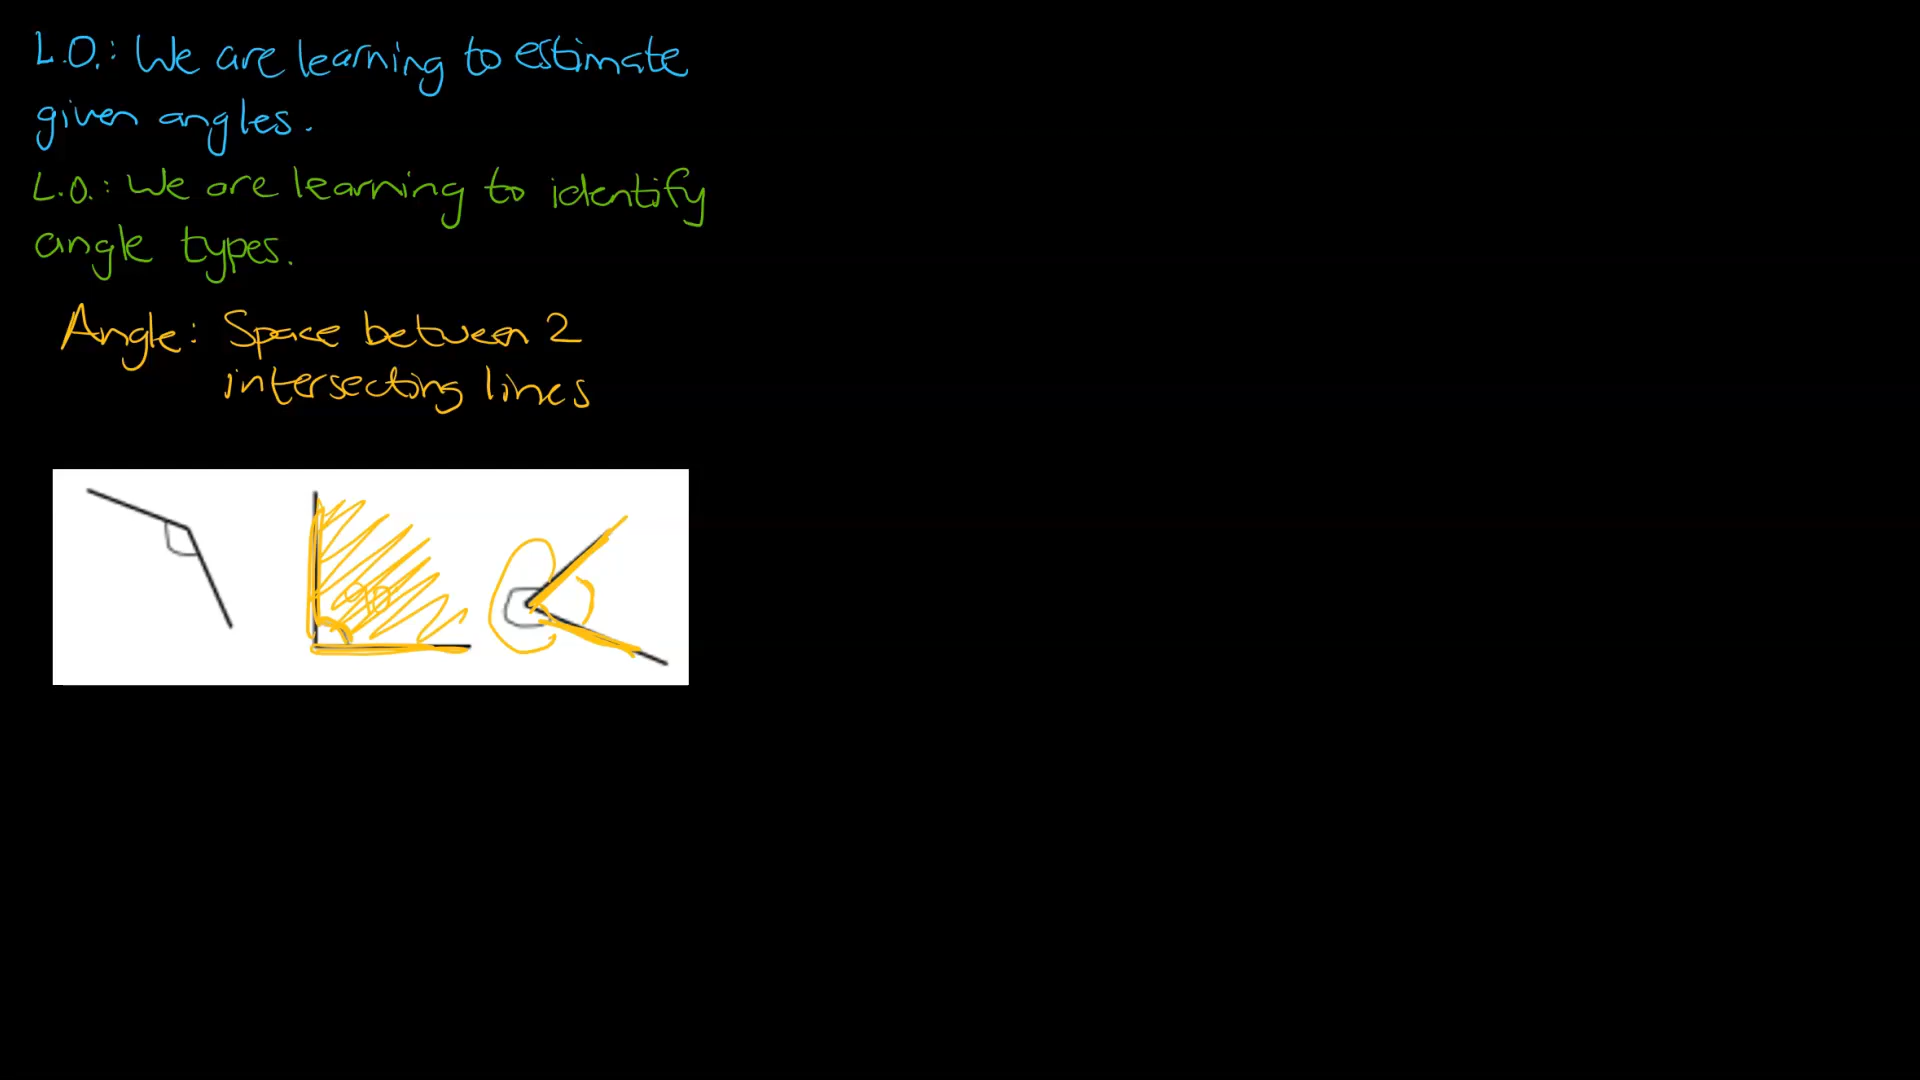 L.O.: We are learning to estimate
given angles.
L.O.: We are learning to identify
angle types.
Angle: Space between 2
intersecting lines
90